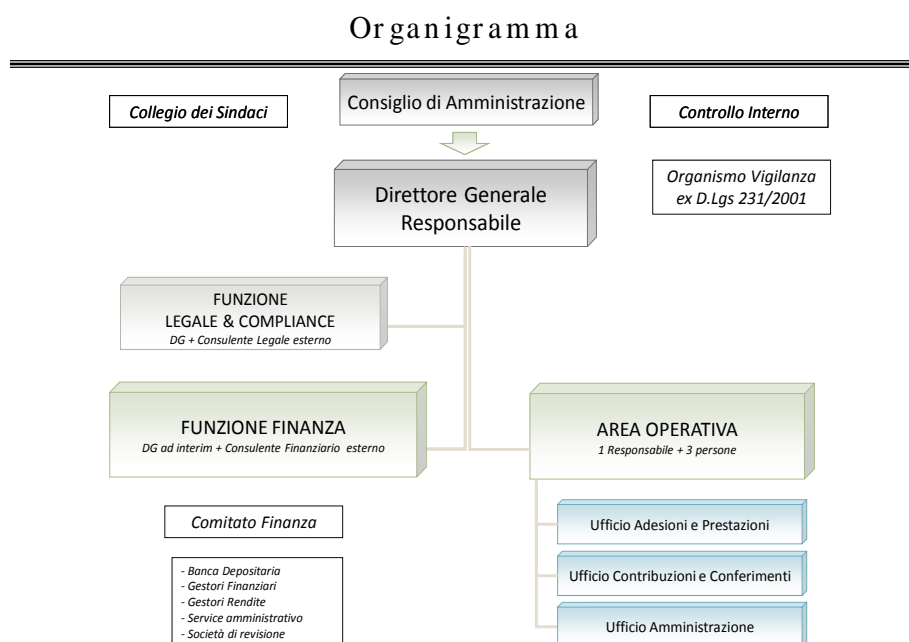 Organigramma
Collegio dei Sindaci
Consiglio di Amministrazione
Controllo Interno
Direttore Generale
Responsabile
Organismo Vigilanza
ex D.Lgs 231/2001
FUNZIONE
LEGALE & COMPLIANCE
DG + Consulente Legale esterno
FUNZIONE FINANZA
DG ad interim + Consulente Finanziario esterno
AREA OPERATIVA
1 Responsabile + 3 persone
Comitato Finanza
- Banca Depositaria
- Gestori Finanziari
- Gestori Rendite
- Service amministrativo
- Società di revisione
Ufficio Adesioni e Prestazioni
Ufficio Contribuzioni e Conferimenti
Ufficio Amministrazione